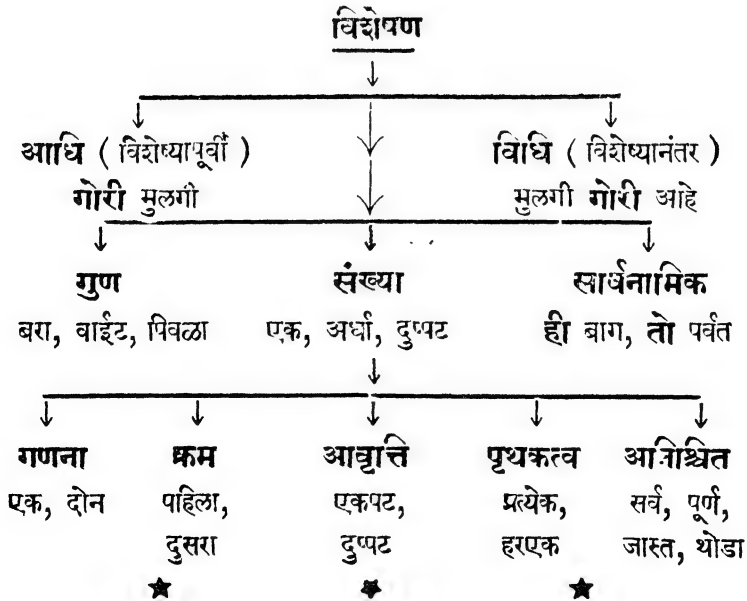 विशेषण
आधि ( विशेष्यापूर्वी ) विधि ( विशेष्यानंतर )
गोरी मुलगी मुलगी गोरी आहे
गुण संख्या सार्वनामिक
बरा, वाईट, पिवळा एक, अर्धा, दुप्पट ही बाग, तो पर्वत
गणना क्रम आवृत्ति पृथकत्व अनिश्चित
एक, दोन पहिला, एकपट, प्रत्येक, सर्व, पूर्ण,
दुसरा दुप्पट हरएक जास्त, थोडा